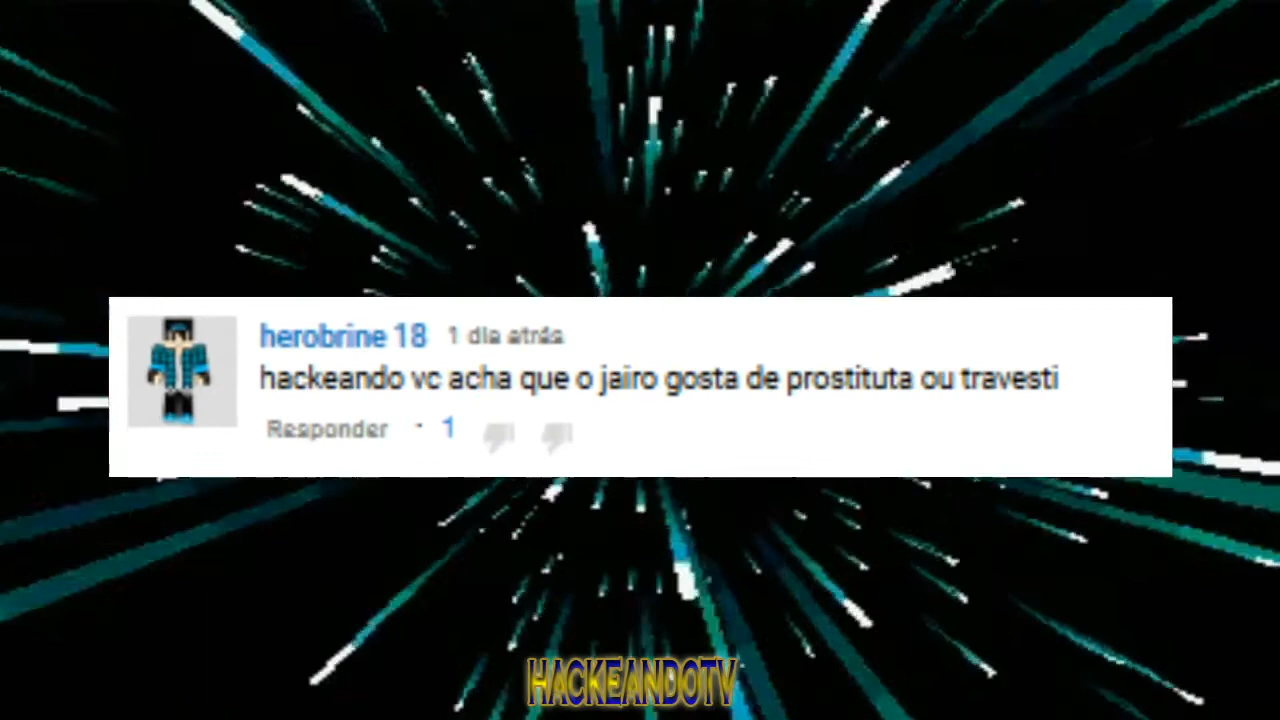 herobrine 18 1 dia atrás
hackeando vc acha que o jairo gosta de prostituta ou travesti
Responder · 1
HACKEANDOTV